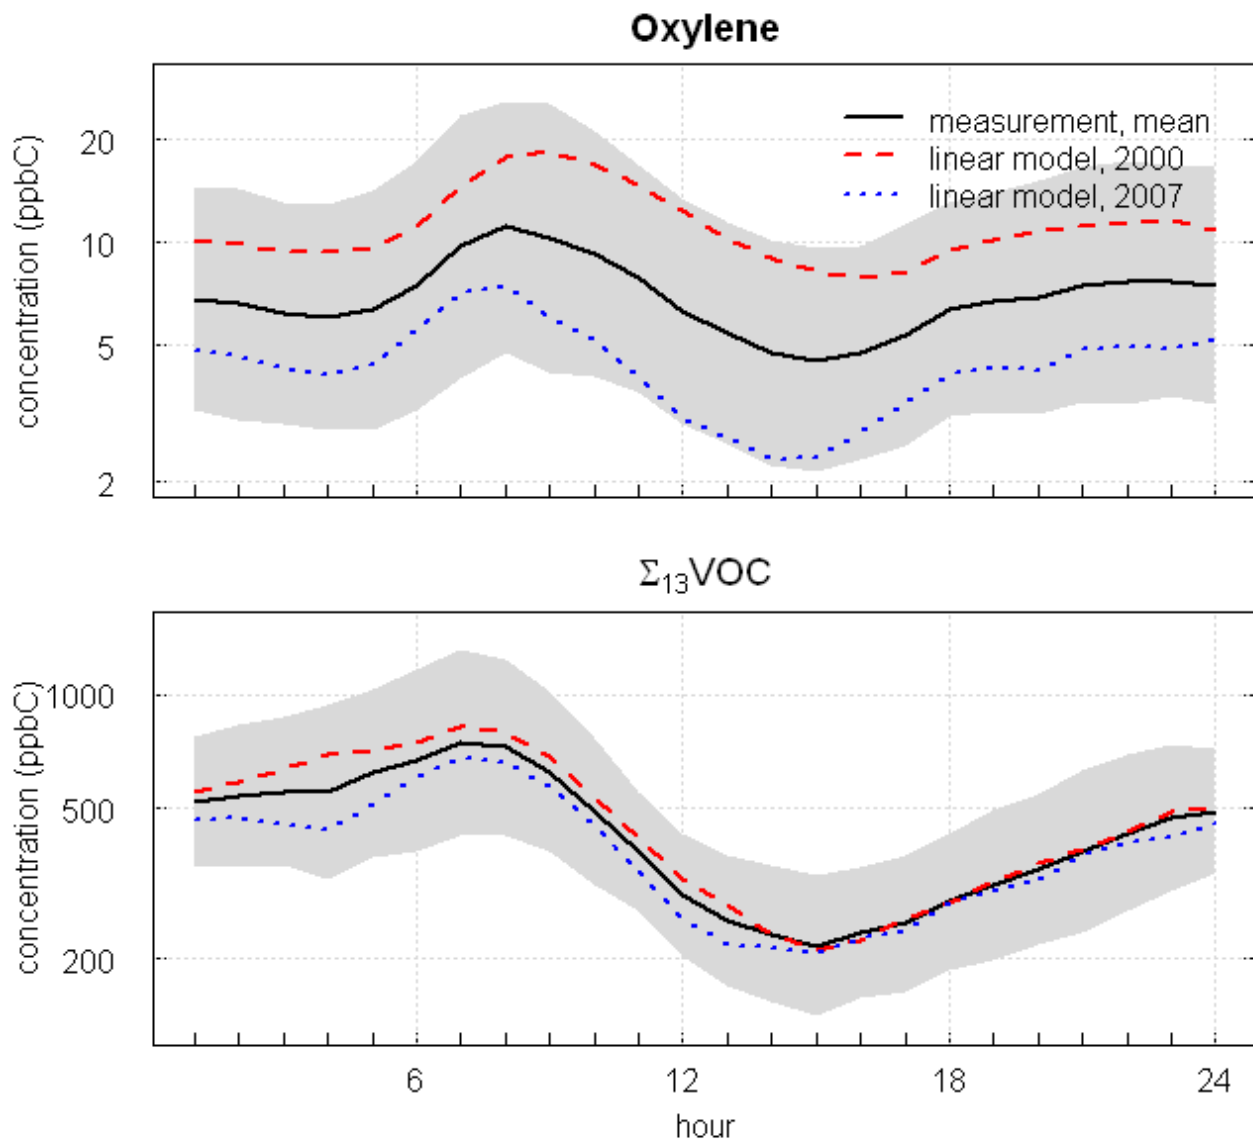 Oxylene
concentration (ppbC)
20
10
5
2
measurement, mean
linear model, 2000
linear model, 2007
Σ₁₃VOC
concentration (ppbC)
1000
500
200
6 12 18 24
hour